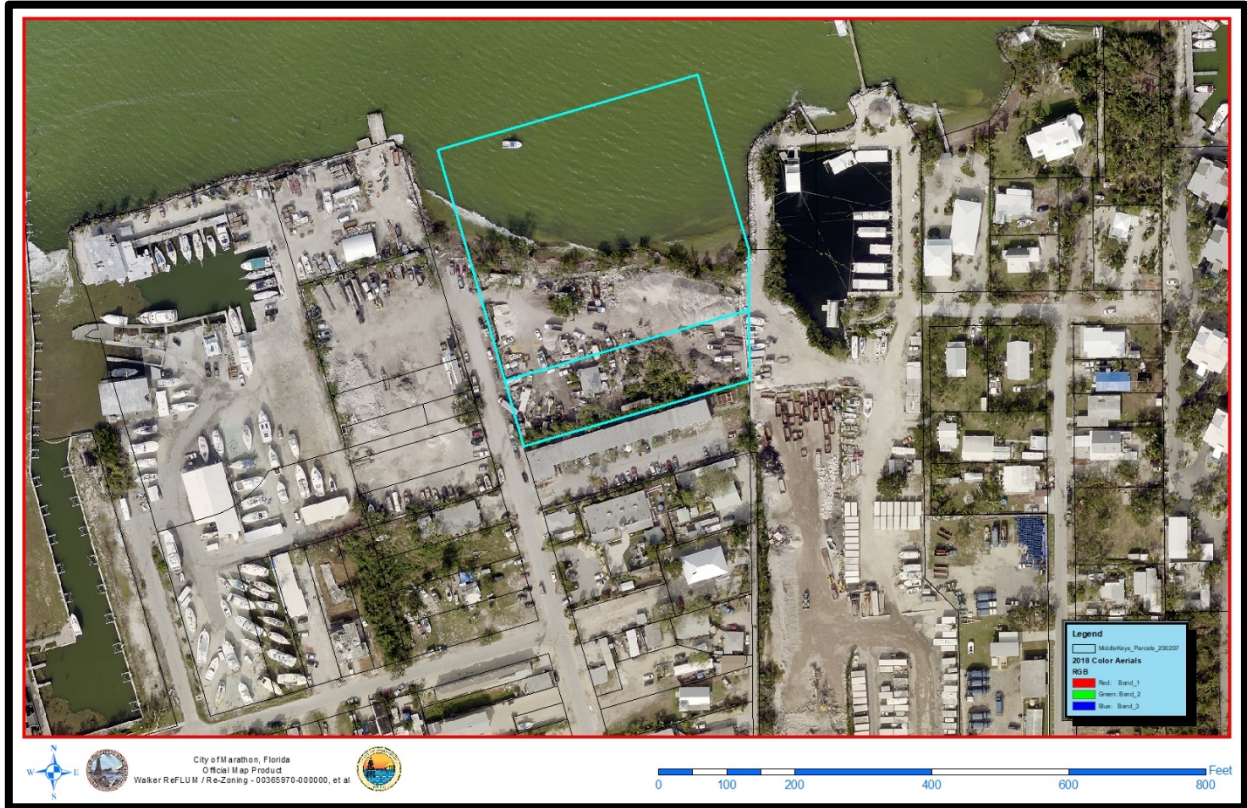 Legend
MiddleKeys_Parcels_200207
2018 Color Aerials
RGB
Red: Band_1
Green: Band_2
Blue: Band_3
N
W
E
S
City of Marathon, Florida
Official Map Product
Walker ReFLUM / Re-Zoning - 00365970-000000, et al
Feet
0 100 200 400 600 800